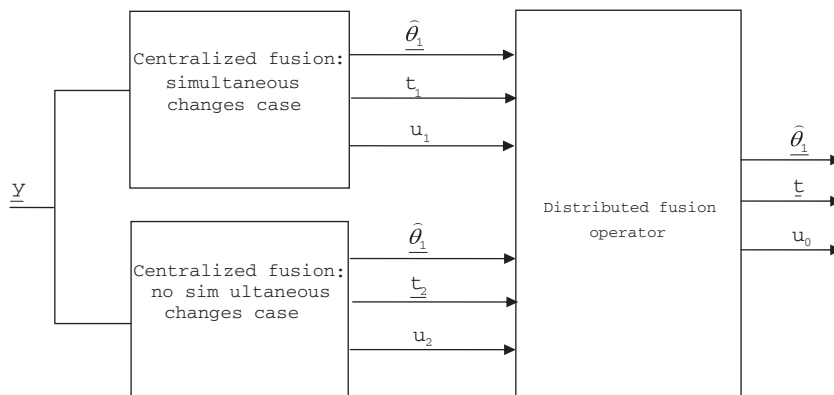 Centralized fusion:
simultaneous
changes case
θ̂₁
t₁
u₁
y
Centralized fusion:
no sim ultaneous
changes case
θ̂₁
t₂
u₂
Distributed fusion
operator
θ̂₁
t
u₀